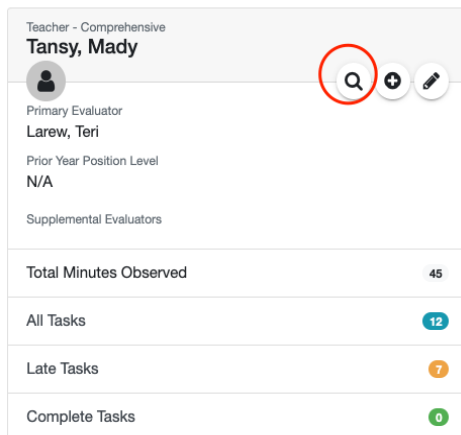 Teacher - Comprehensive
Tansy, Mady
Primary Evaluator
Larew, Teri
Prior Year Position Level
N/A
Supplemental Evaluators
Total Minutes Observed 45
All Tasks 12
Late Tasks 7
Complete Tasks 0